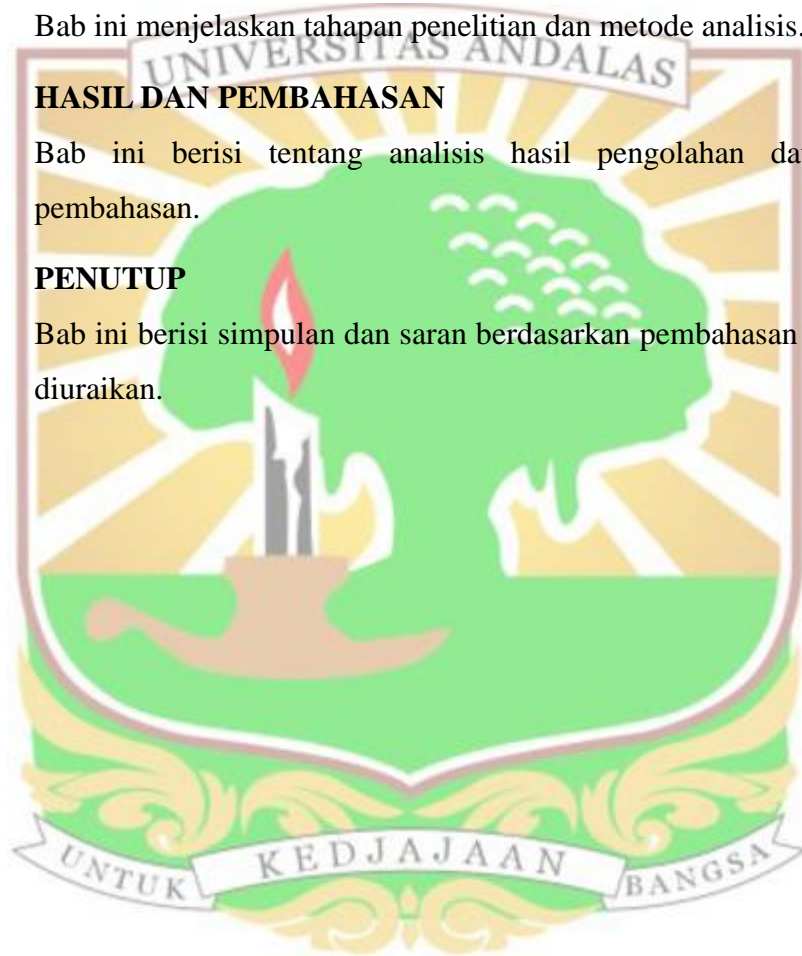 Bab ini menjelaskan tahapan penelitian dan metode analisis.
UNIVERSITAS ANDALAS
HASIL DAN PEMBAHASAN
Bab ini berisi tentang analisis hasil pengolahan
pembahasan.
PENUTUP
Bab ini berisi simpulan dan saran berdasarkan pembahasan
diuraikan.
UNTUK KEDJAJAAN BANGSA